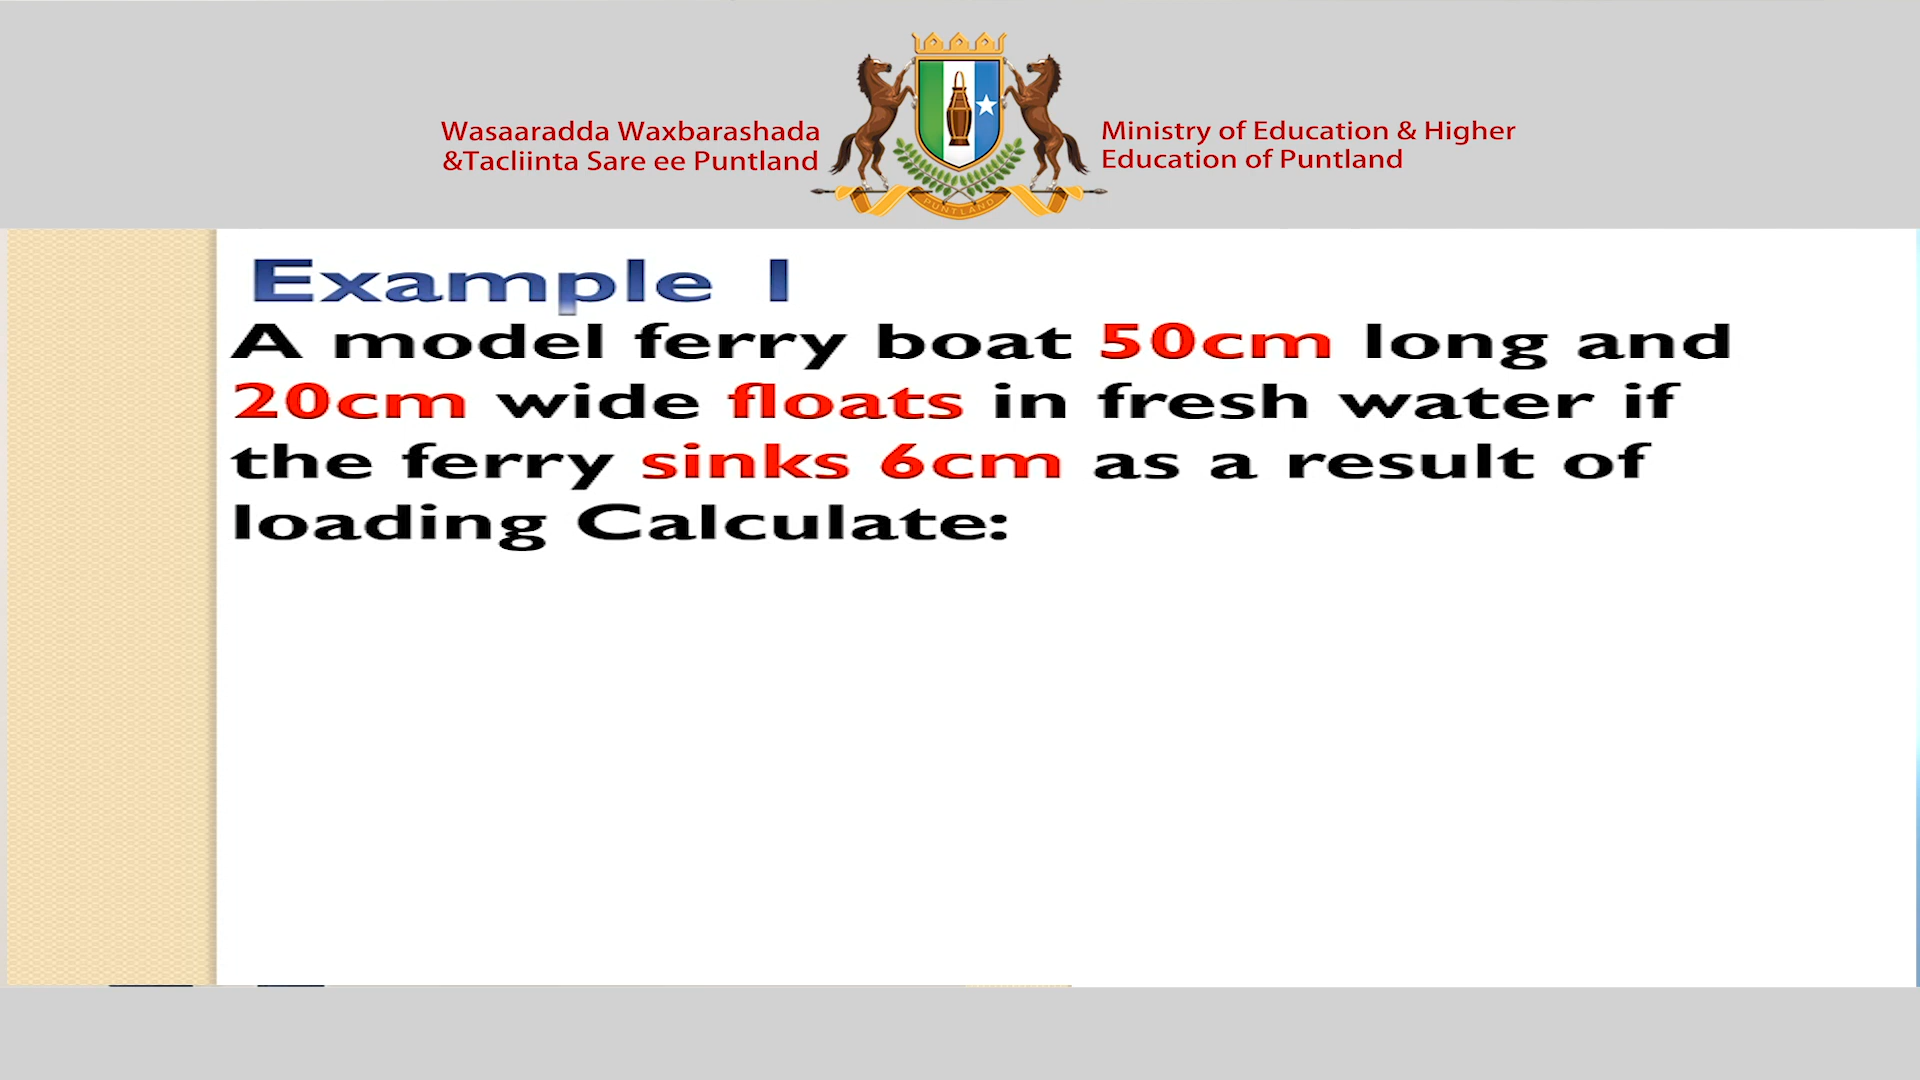 Wasaaradda Waxbarashada
&Tacliinta Sare ee Puntland
Ministry of Education & Higher
Education of Puntland
PUNTLAND
Example 1
A model ferry boat 50cm long and
20cm wide floats in fresh water if
the ferry sinks 6cm as a result of
loading Calculate: